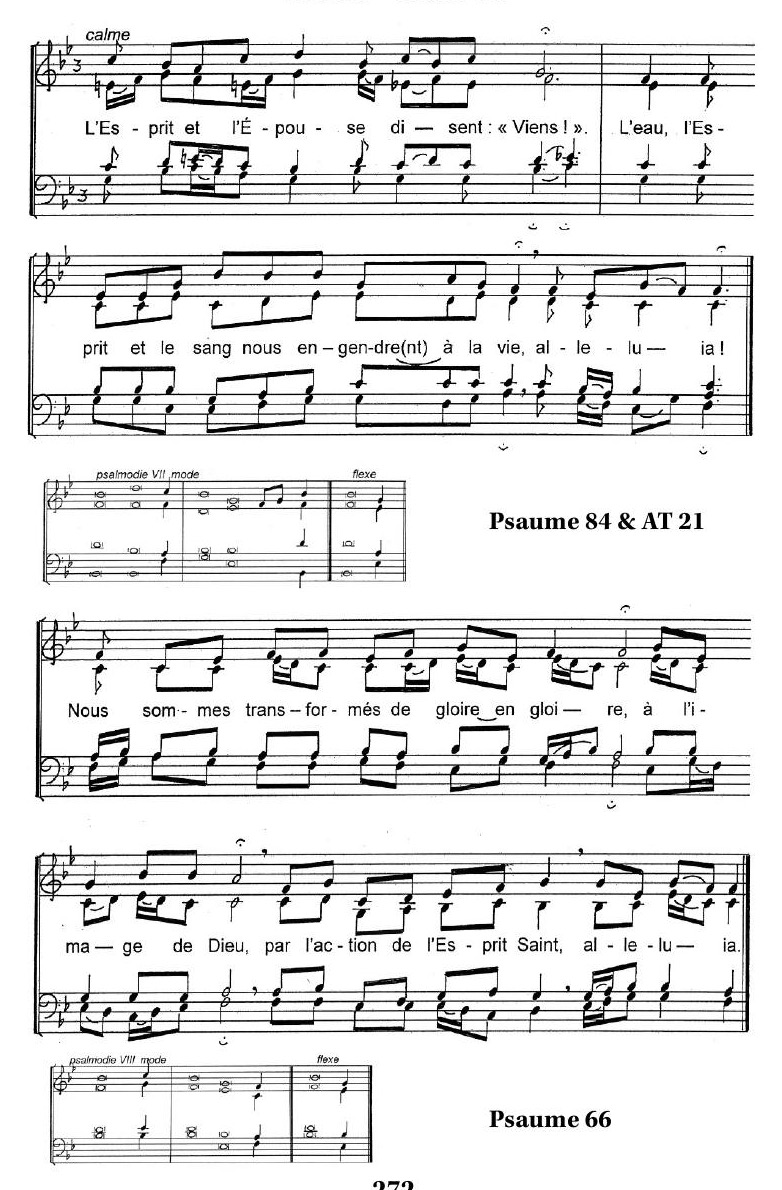 calme
L'Es - prit et l'É - pou - se di — sent : « Viens ! ». L'eau, l'Es -
prit et le sang nous en – gen-dre(nt) à la vie, al - le - lu — ia !
psalmodie VII mode flexe
Psaume 84 & AT 21
Nous som - mes trans – for - més de gloire en gloi — re, à l'i -
ma — ge de Dieu, par l'ac - tion de l'Es - prit Saint, al - le - lu — ia.
psalmodie VIII mode flexe
Psaume 66